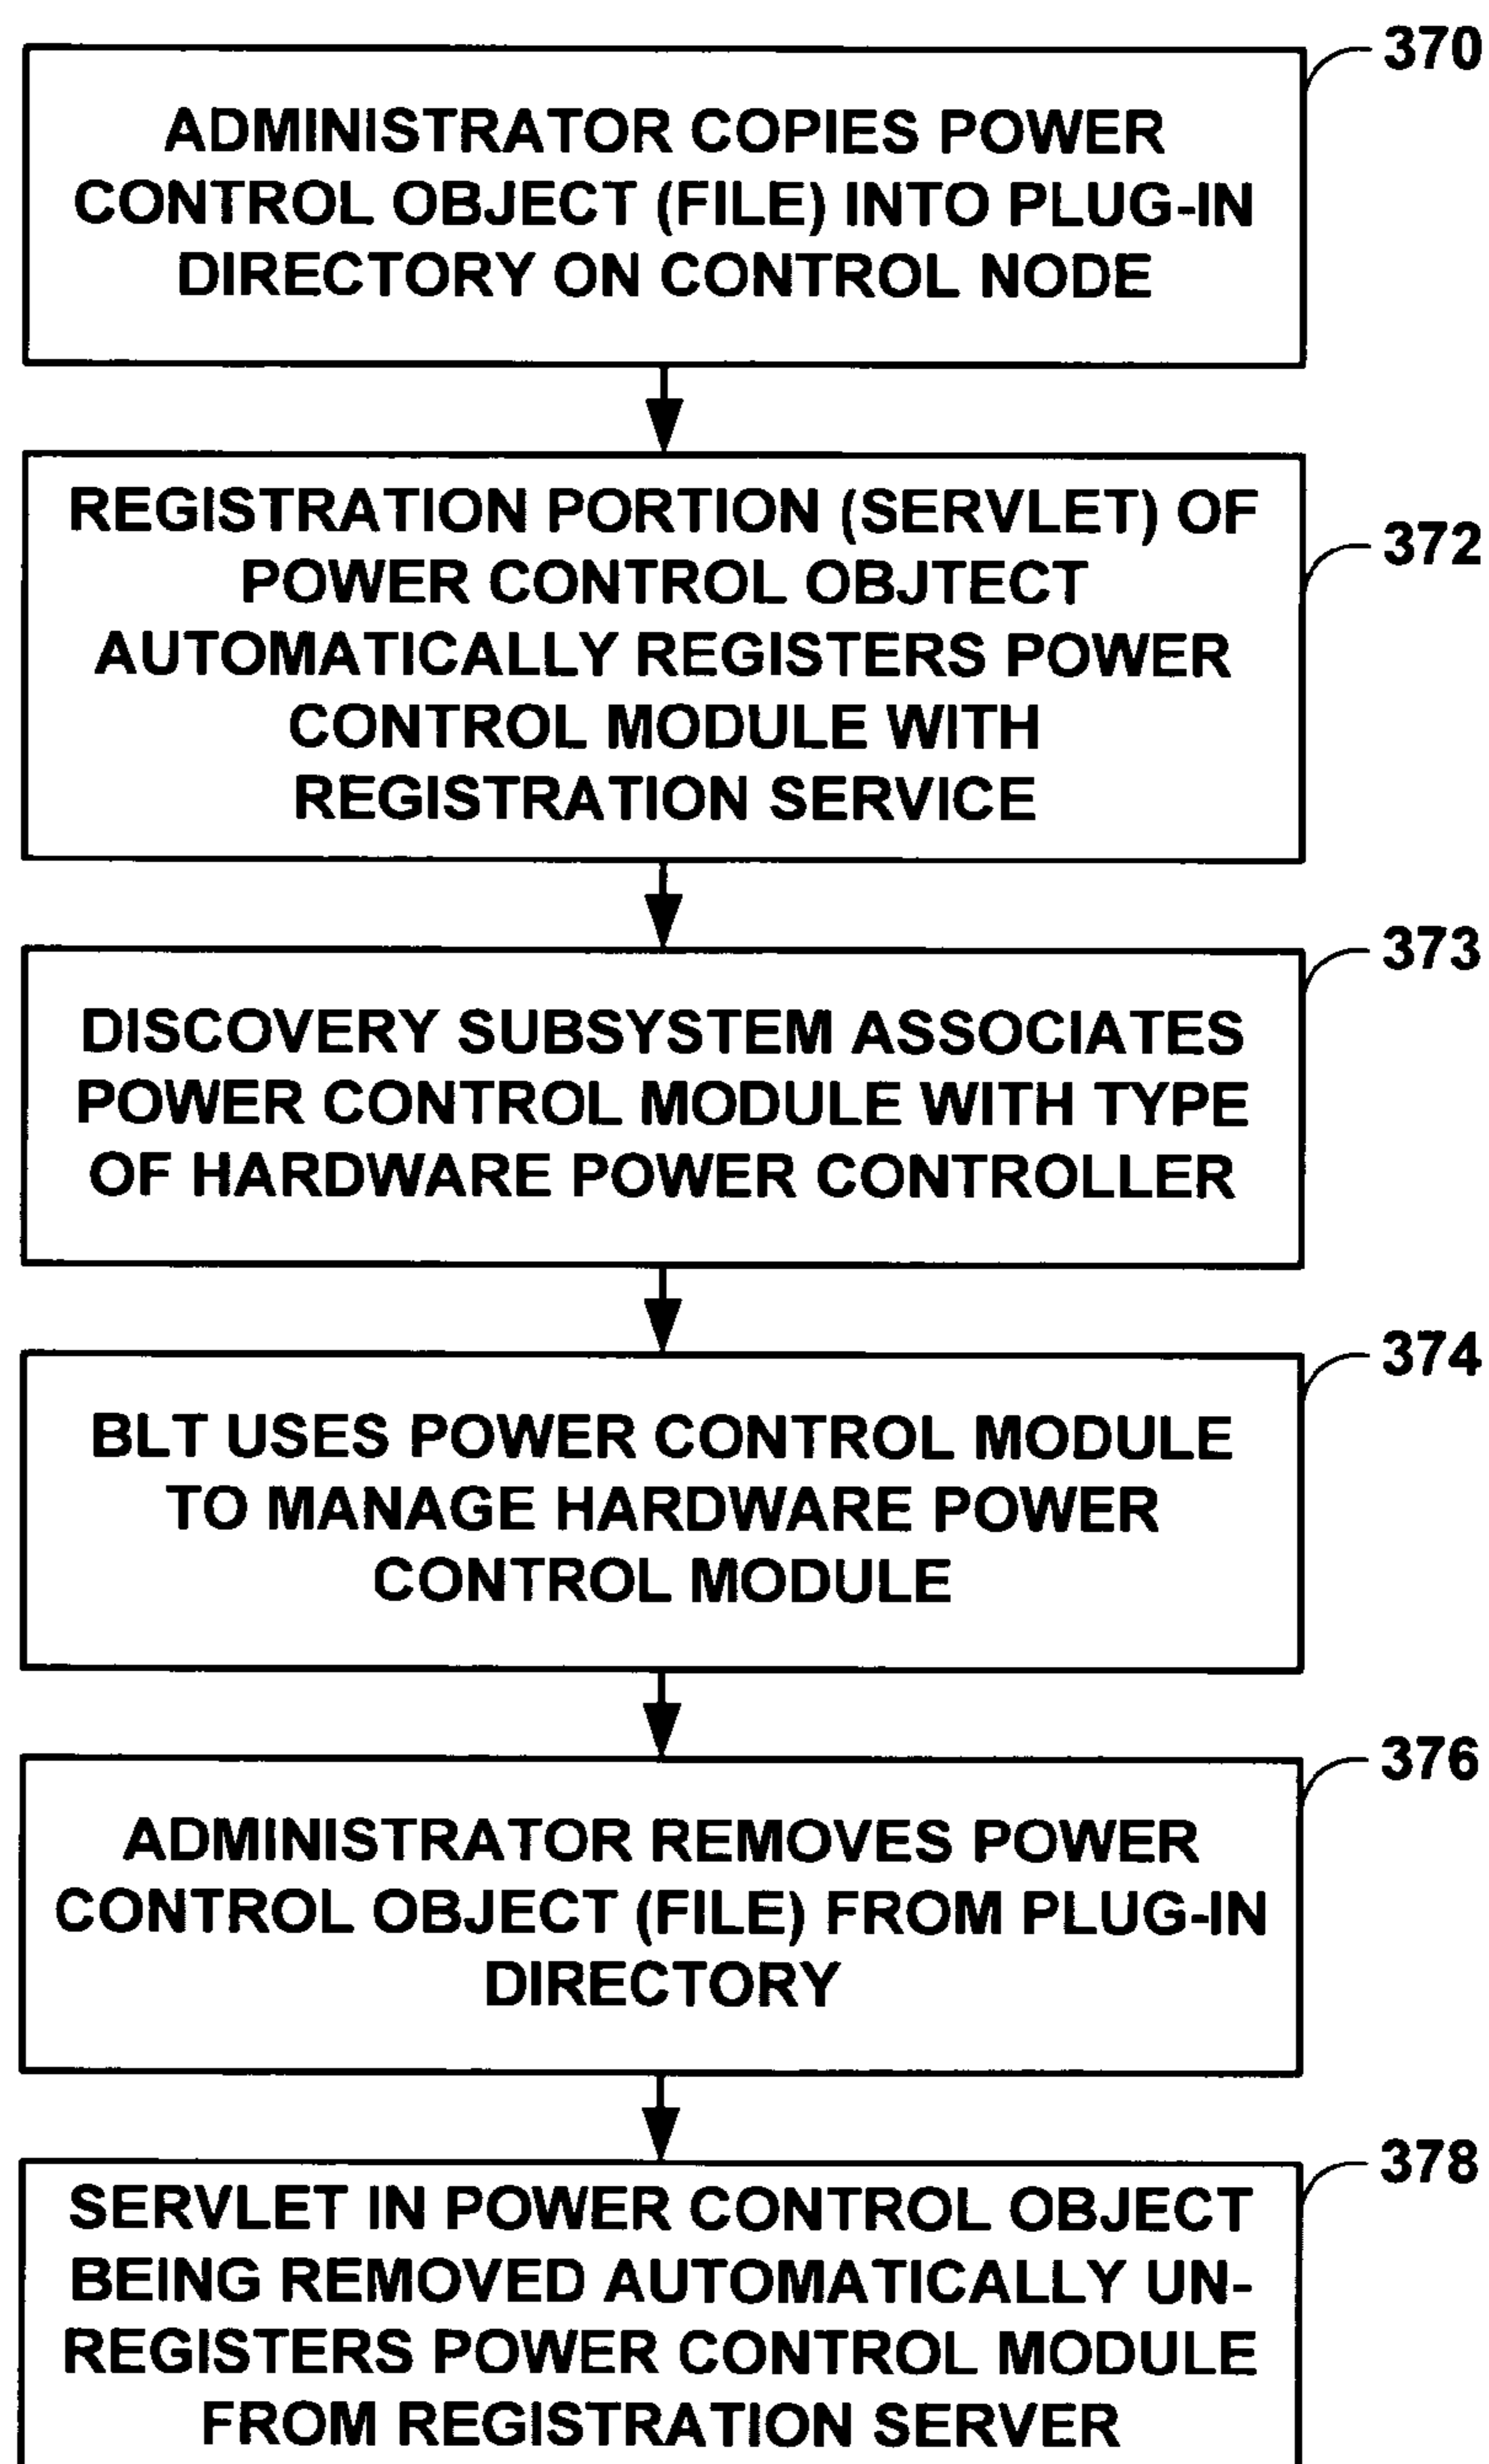 370
ADMINISTRATOR COPIES POWER
CONTROL OBJECT (FILE) INTO PLUG-IN
DIRECTORY ON CONTROL NODE
372
REGISTRATION PORTION (SERVLET) OF
POWER CONTROL OBJTECT
AUTOMATICALLY REGISTERS POWER
CONTROL MODULE WITH
REGISTRATION SERVICE
373
DISCOVERY SUBSYSTEM ASSOCIATES
POWER CONTROL MODULE WITH TYPE
OF HARDWARE POWER CONTROLLER
374
BLT USES POWER CONTROL MODULE
TO MANAGE HARDWARE POWER
CONTROL MODULE
376
ADMINISTRATOR REMOVES POWER
CONTROL OBJECT (FILE) FROM PLUG-IN
DIRECTORY
378
SERVLET IN POWER CONTROL OBJECT
BEING REMOVED AUTOMATICALLY UN-
REGISTERS POWER CONTROL MODULE
FROM REGISTRATION SERVER